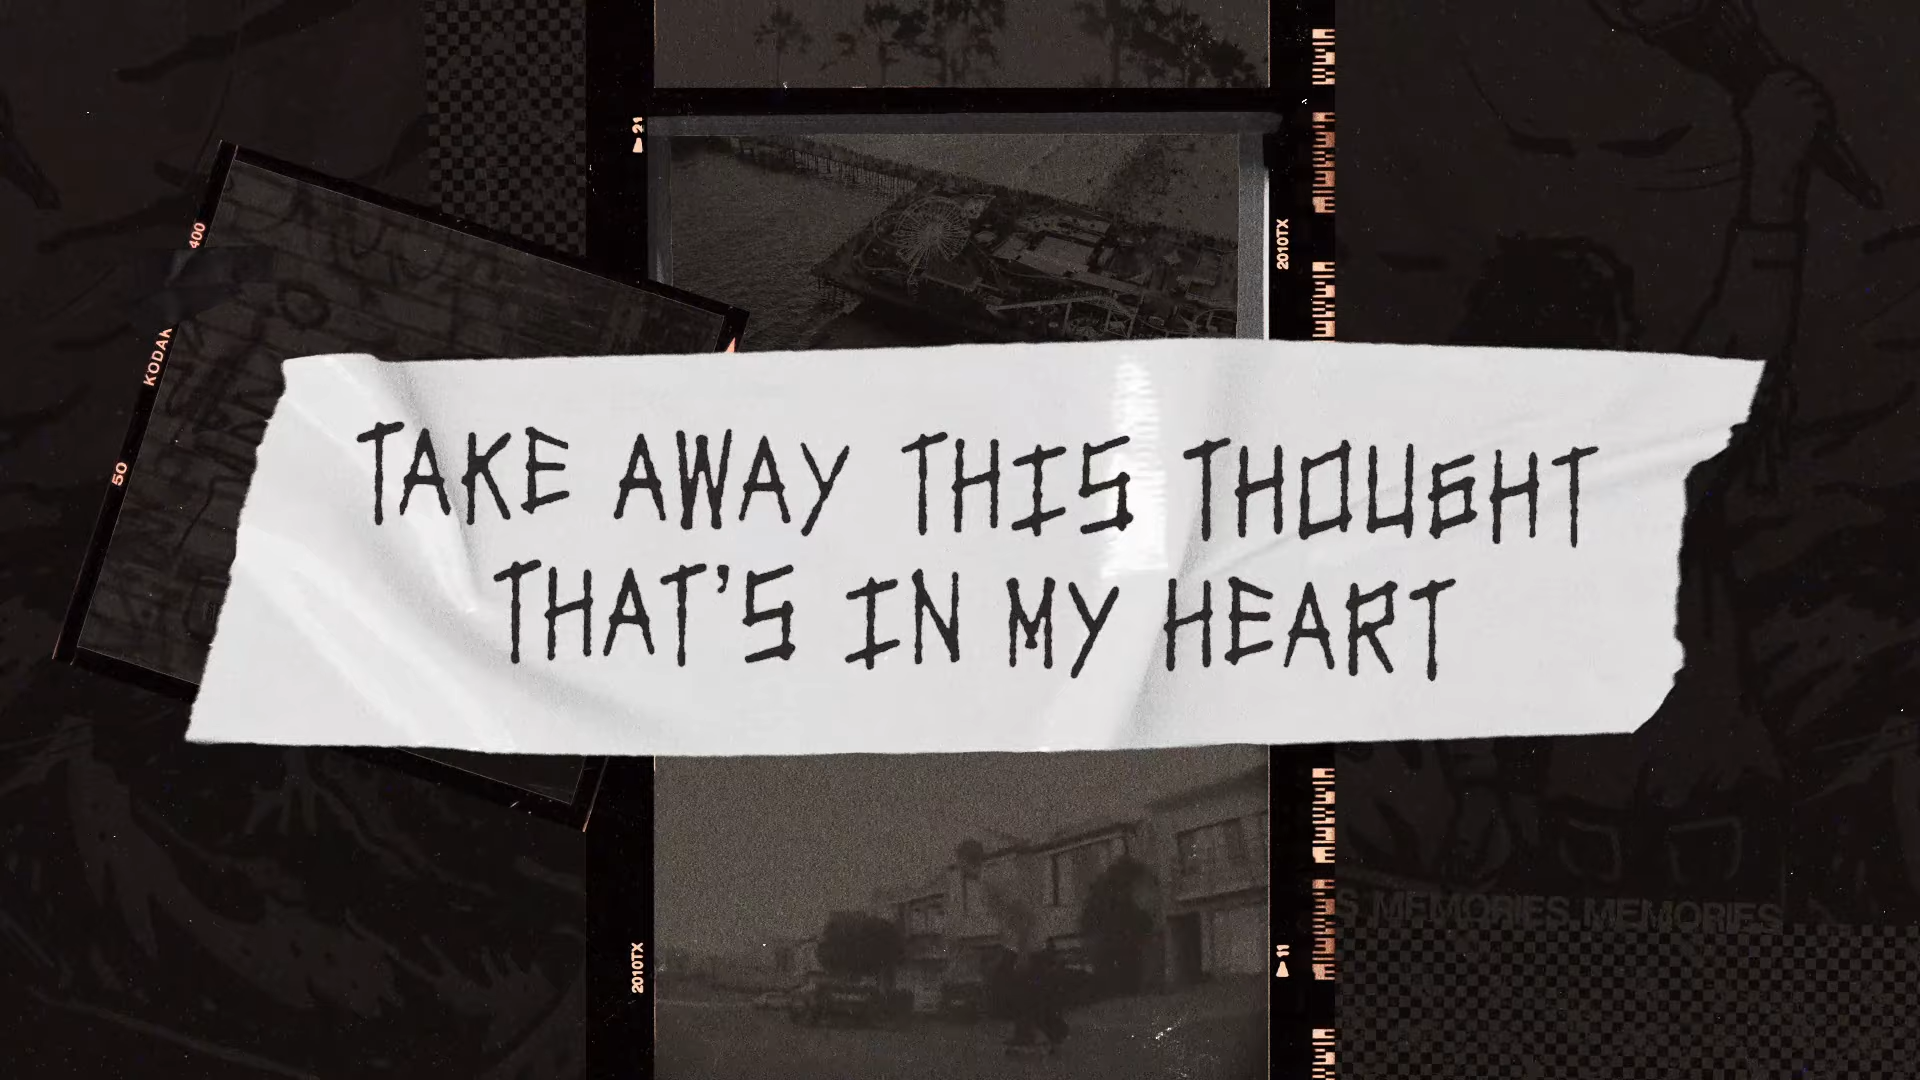 21
400
2010TX
KODAK
50
TAKE AWAY THIS THOUGHT
THAT'S IN MY HEART
S MEMORIES MEMORIES
2010TX
11